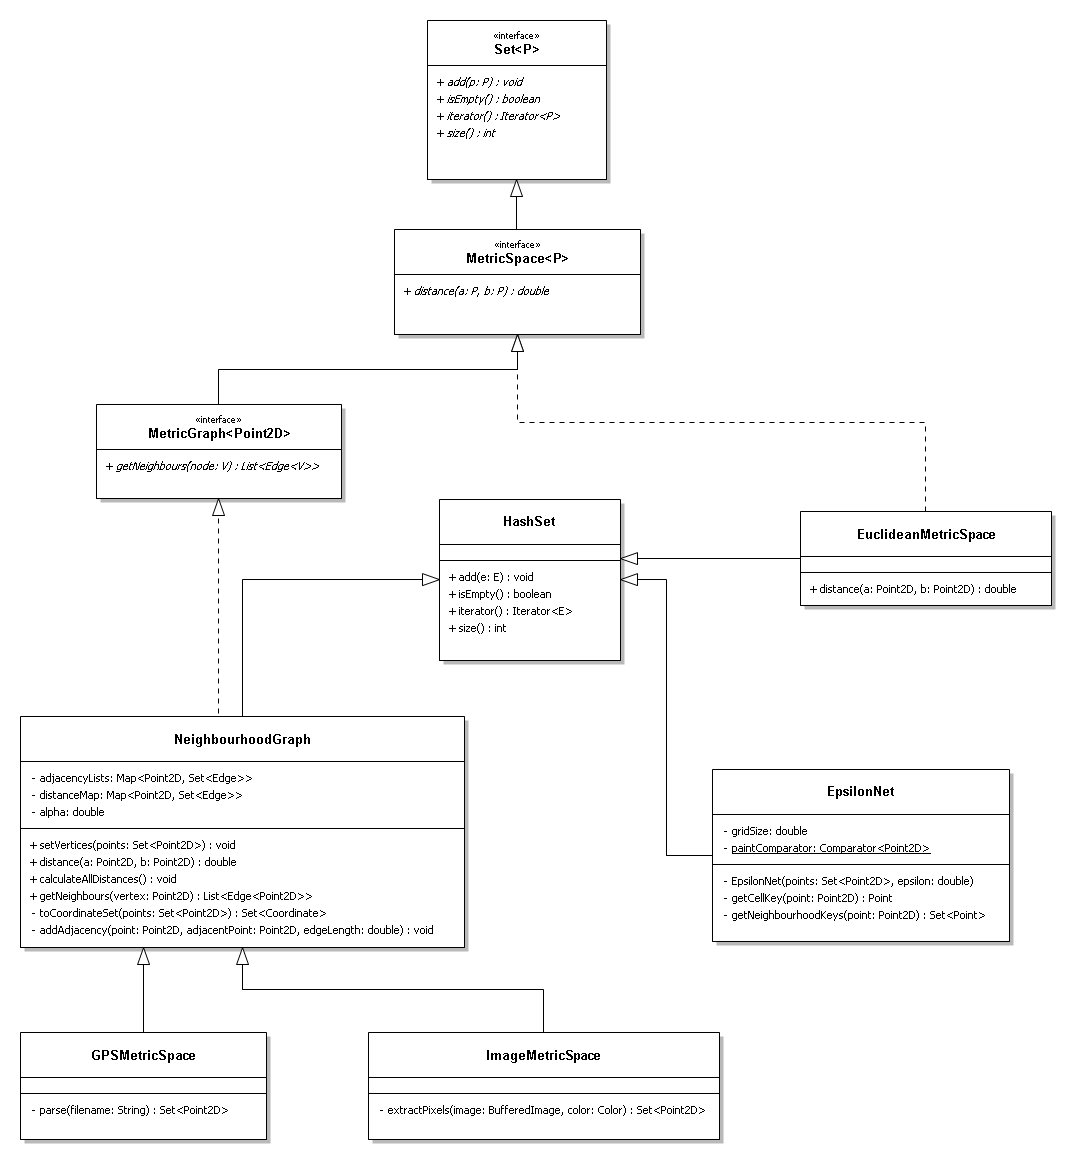 «interface»
Set<P>
+ add(p: P) : void
+ isEmpty() : boolean
+ iterator() : Iterator<P>
+ size() : int
«interface»
MetricSpace<P>
+ distance(a: P, b: P) : double
«interface»
MetricGraph<Point2D>
+ getNeighbours(node: V) : List<Edge<V>>
HashSet
+ add(e: E) : void
+ isEmpty() : boolean
+ iterator() : Iterator<E>
+ size() : int
EuclideanMetricSpace
+ distance(a: Point2D, b: Point2D) : double
NeighbourhoodGraph
- adjacencyLists: Map<Point2D, Set<Edge>>
- distanceMap: Map<Point2D, Set<Edge>>
- alpha: double
+ setVertices(points: Set<Point2D>) : void
+ distance(a: Point2D, b: Point2D) : double
+ calculateAllDistances() : void
+ getNeighbours(vertex: Point2D) : List<Edge<Point2D>>
- toCoordinateSet(points: Set<Point2D>) : Set<Coordinate>
- addAdjacency(point: Point2D, adjacentPoint: Point2D, edgeLength: double) : void
EpsilonNet
- gridSize: double
- paintComparator: Comparator<Point2D>
- EpsilonNet(points: Set<Point2D>, epsilon: double)
- getCellKey(point: Point2D) : Point
- getNeighbourhoodKeys(point: Point2D) : Set<Point>
GPSMetricSpace
- parse(filename: String) : Set<Point2D>
ImageMetricSpace
- extractPixels(image: BufferedImage, color: Color) : Set<Point2D>